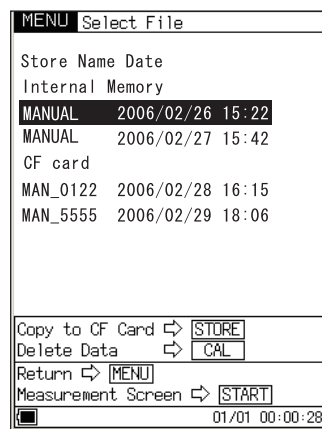 MENU Select File
Store Name Date
Internal Memory
MANUAL 2006/02/26 15:22
MANUAL 2006/02/27 15:42
CF card
MAN_0122 2006/02/28 16:15
MAN_5555 2006/02/29 18:06
Copy to CF Card ⇨ STORE
Delete Data ⇨ CAL
Return ⇨ MENU
Measurement Screen ⇨ START
01/01 00:00:28